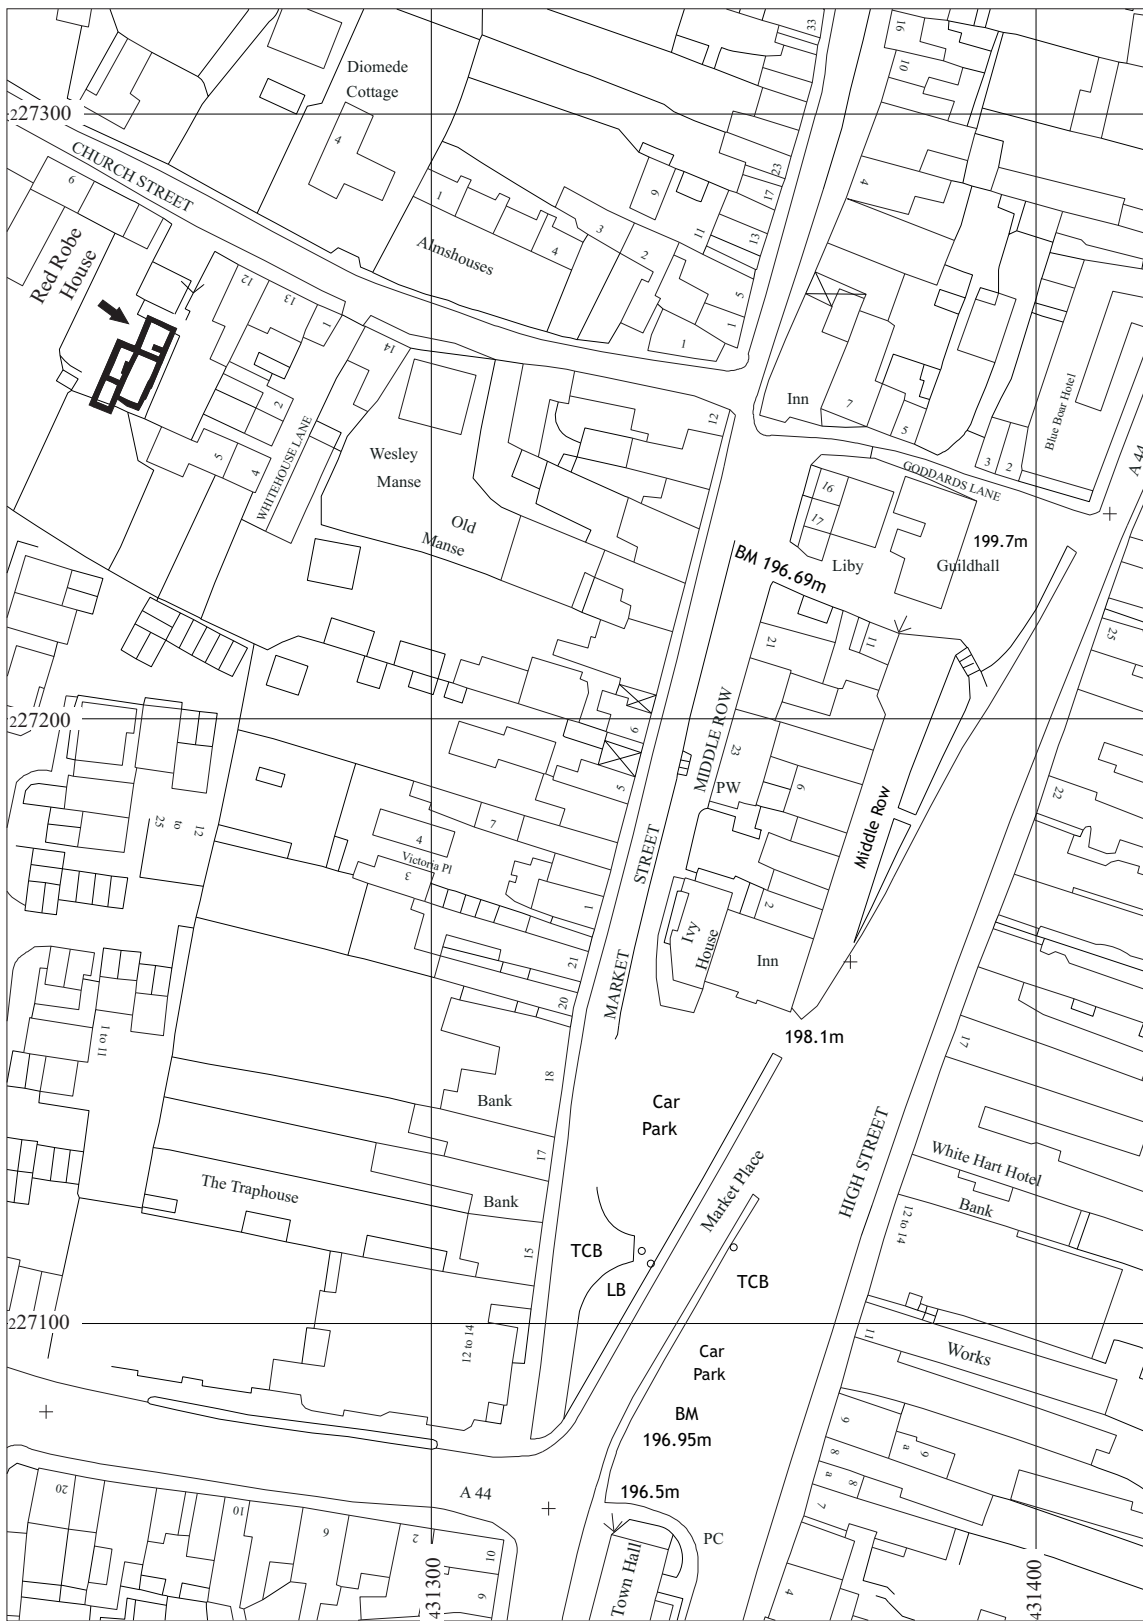 33
16
10
Diomede
Cottage
227300
CHURCH STREET
4
6
23
17
9
4
1
Almshouses
3
2
4
11
13
5
Red Robe
House
12
13
1
14
1
1
Inn
7
5
12
Blue Boar Hotel
3
2
A 44
2
WHITEHOUSE LANE
Wesley
Manse
GODDARDS LANE
16
17
5
4
Old
Manse
199.7m
BM 196.69m
Liby
Guildhall
21
11
25
227200
MIDDLE ROW
6
23
5
PW
9
22
25
to
12
7
4
Victoria Pl
3
Middle Row
STREET
1
2
Ivy
House
Inn
21
MARKET
20
1 to 11
198.1m
17
18
Bank
Car
Park
17
HIGH STREET
White Hart Hotel
The Traphouse
Bank
Market Place
Bank
12 to 14
15
TCB
LB
TCB
227100
12 to 14
11
Works
Car
Park
BM
196.95m
9
9
a
8
8
a
7
196.5m
A 44
20
10
6
2
10
9
PC
Town Hall
4
431300
431400